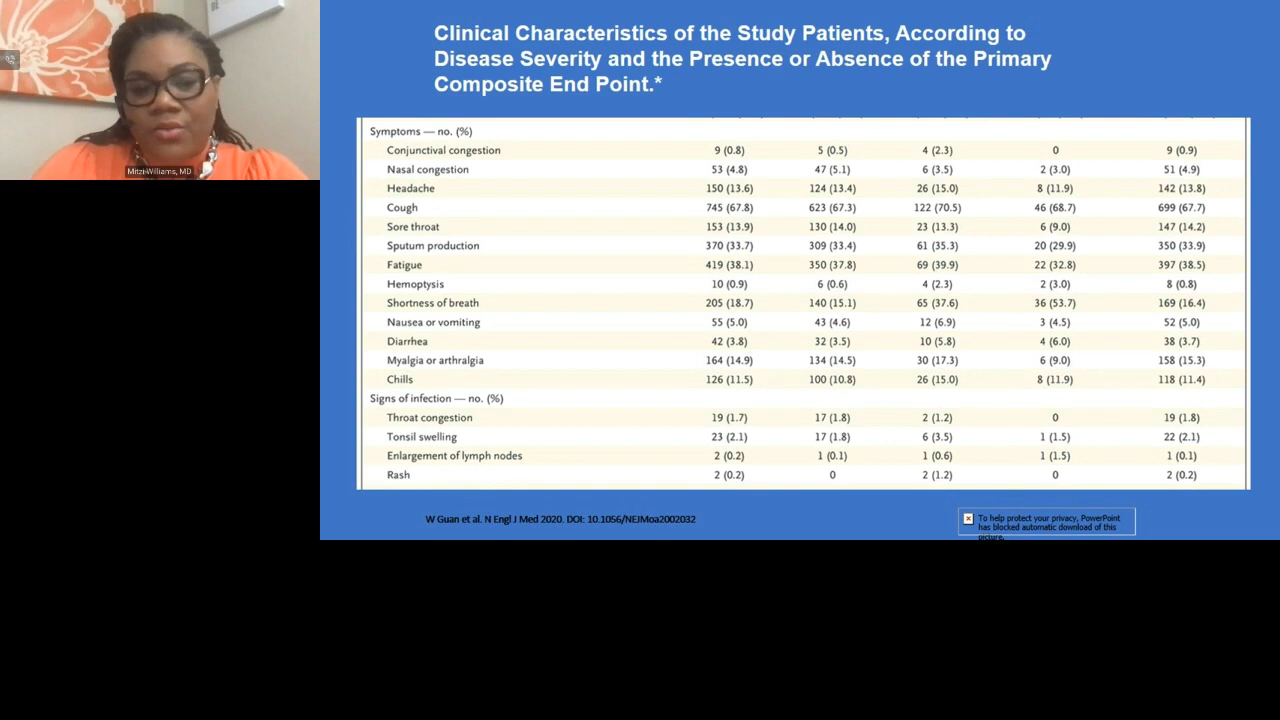 Mitzi-Williams, MD
Clinical Characteristics of the Study Patients, According to
Disease Severity and the Presence or Absence of the Primary
Composite End Point.*
Symptoms — no. (%)
Conjunctival congestion 9 (0.8) 5 (0.5) 4 (2.3) 0 9 (0.9)
Nasal congestion 53 (4.8) 47 (5.1) 6 (3.5) 2 (3.0) 51 (4.9)
Headache 150 (13.6) 124 (13.4) 26 (15.0) 8 (11.9) 142 (13.8)
Cough 745 (67.8) 623 (67.3) 122 (70.5) 46 (68.7) 699 (67.7)
Sore throat 153 (13.9) 130 (14.0) 23 (13.3) 6 (9.0) 147 (14.2)
Sputum production 370 (33.7) 309 (33.4) 61 (35.3) 20 (29.9) 350 (33.9)
Fatigue 419 (38.1) 350 (37.8) 69 (39.9) 22 (32.8) 397 (38.5)
Hemoptysis 10 (0.9) 6 (0.6) 4 (2.3) 2 (3.0) 8 (0.8)
Shortness of breath 205 (18.7) 140 (15.1) 65 (37.6) 36 (53.7) 169 (16.4)
Nausea or vomiting 55 (5.0) 43 (4.6) 12 (6.9) 3 (4.5) 52 (5.0)
Diarrhea 42 (3.8) 32 (3.5) 10 (5.8) 4 (6.0) 38 (3.7)
Myalgia or arthralgia 164 (14.9) 134 (14.5) 30 (17.3) 6 (9.0) 158 (15.3)
Chills 126 (11.5) 100 (10.8) 26 (15.0) 8 (11.9) 118 (11.4)
Signs of infection — no. (%)
Throat congestion 19 (1.7) 17 (1.8) 2 (1.2) 0 19 (1.8)
Tonsil swelling 23 (2.1) 17 (1.8) 6 (3.5) 1 (1.5) 22 (2.1)
Enlargement of lymph nodes 2 (0.2) 1 (0.1) 1 (0.6) 1 (1.5) 1 (0.1)
Rash 2 (0.2) 0 2 (1.2) 0 2 (0.2)
W Guan et al. N Engl J Med 2020. DOI: 10.1056/NEJMoa2002032
To help protect your privacy, PowerPoint
has blocked automatic download of this
picture.